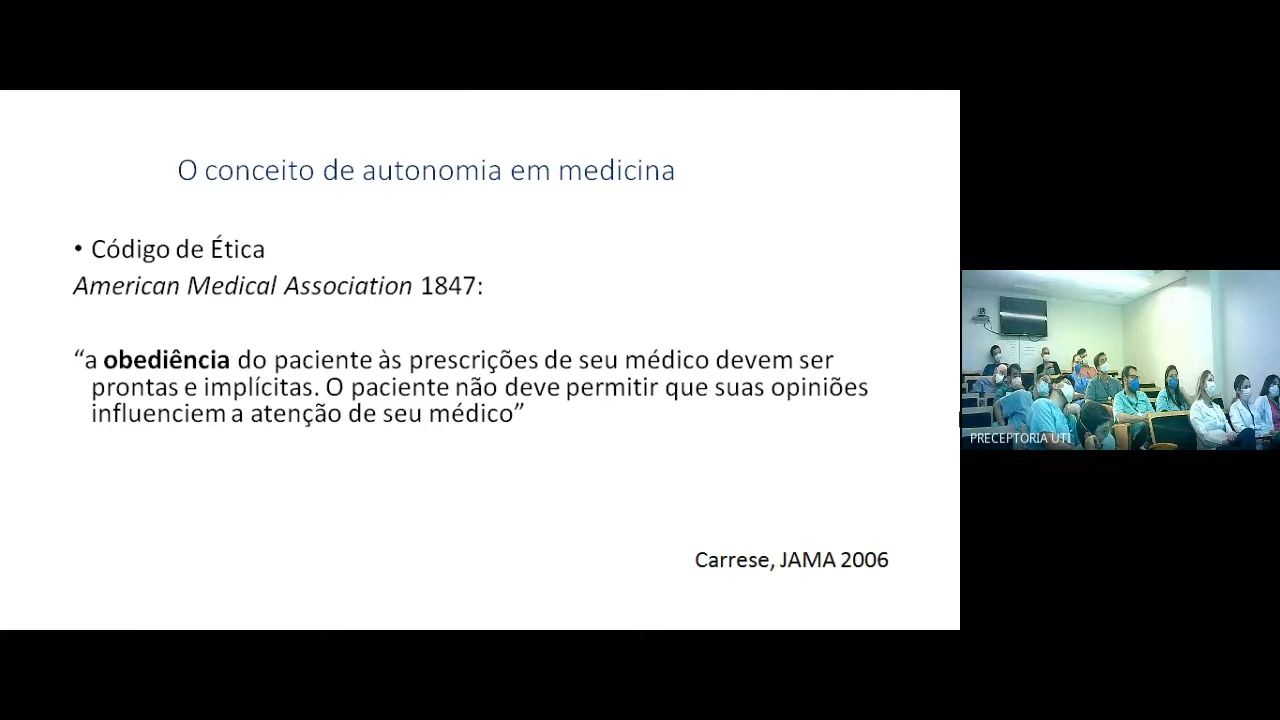 O conceito de autonomia em medicina
• Código de Ética
American Medical Association 1847:
“a obediência do paciente às prescrições de seu médico devem ser
prontas e implícitas. O paciente não deve permitir que suas opiniões
influenciem a atenção de seu médico”
Carrese, JAMA 2006
PRECEPTORIA UTI